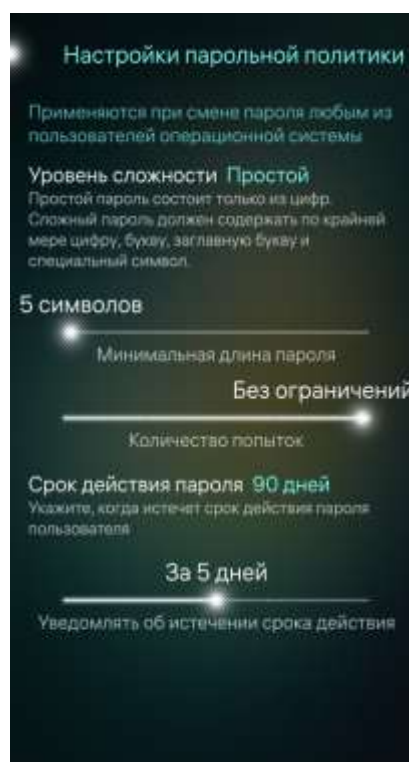 Настройки парольной политики
Применяются при смене пароля любым из
пользователей операционной системы
Уровень сложности Простой
Простой пароль состоит только из цифр.
Сложный пароль должен содержать по крайней
мере цифру, букву, заглавную букву и
специальный символ.
5 символов
Минимальная длина пароля
Без ограничений
Количество попыток
Срок действия пароля 90 дней
Укажите, когда истечет срок действия пароля
пользователя
За 5 дней
Уведомлять об истечении срока действия